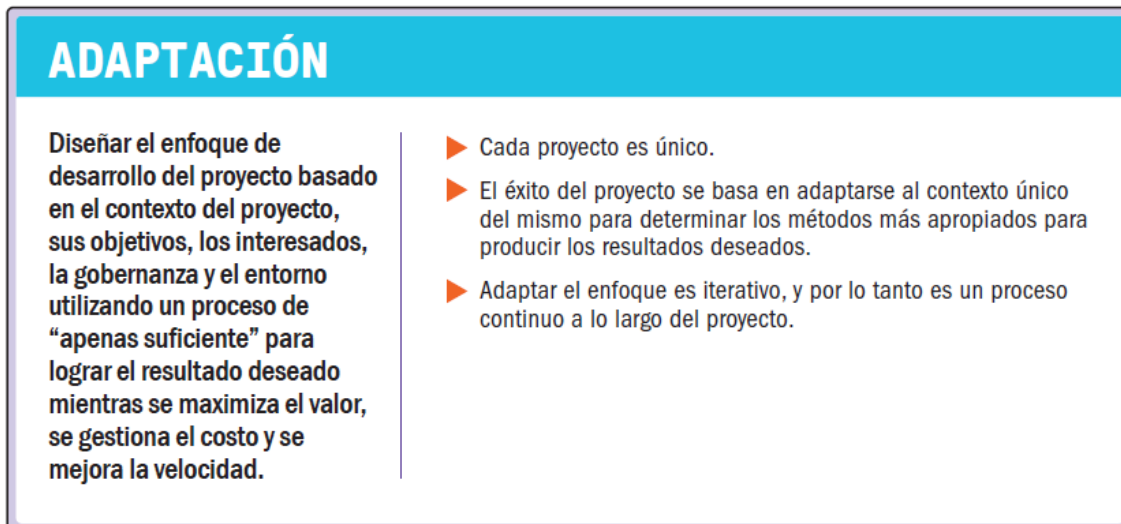 ADAPTACIÓN
Diseñar el enfoque de
desarrollo del proyecto basado
en el contexto del proyecto,
sus objetivos, los interesados,
la gobernanza y el entorno
utilizando un proceso de
“apenas suficiente” para
lograr el resultado deseado
mientras se maximiza el valor,
se gestiona el costo y se
mejora la velocidad.
Cada proyecto es único.
El éxito del proyecto se basa en adaptarse al contexto único
del mismo para determinar los métodos más apropiados para
producir los resultados deseados.
Adaptar el enfoque es iterativo, y por lo tanto es un proceso
continuo a lo largo del proyecto.